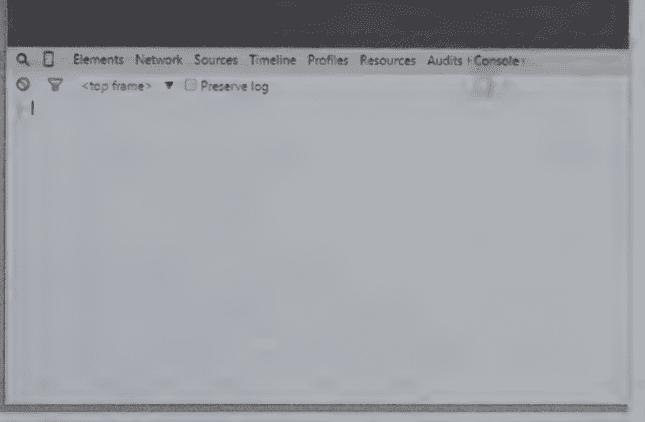 Elements Network Sources Timeline Profiles Resources Audits Console
<top frame> ▼ Preserve log